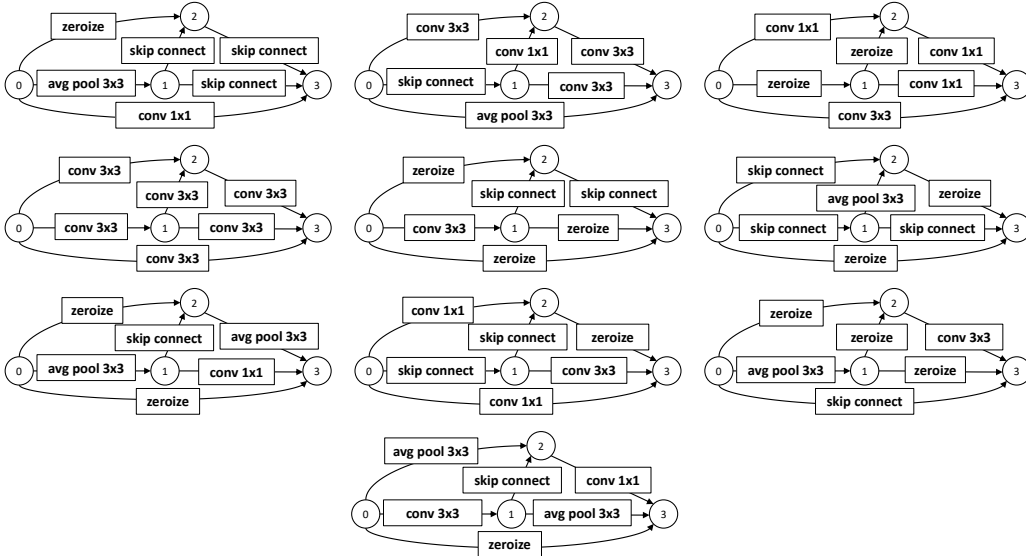 zeroize 2 conv 3x3 2 conv 1x1 2
skip connect skip connect conv 1x1 conv 3x3 zeroize conv 1x1
0 avg pool 3x3 1 skip connect 3 0 skip connect 1 conv 3x3 3 0 zeroize 1 conv 1x1 3
conv 1x1 avg pool 3x3 conv 3x3
conv 3x3 2 zeroize 2 skip connect 2
conv 3x3 conv 3x3 skip connect skip connect avg pool 3x3 zeroize
0 conv 3x3 1 conv 3x3 3 0 conv 3x3 1 zeroize 3 0 skip connect 1 skip connect 3
conv 3x3 zeroize zeroize
zeroize 2 conv 1x1 2 zeroize 2
skip connect avg pool 3x3 skip connect zeroize zeroize conv 3x3
0 avg pool 3x3 1 conv 1x1 3 0 skip connect 1 conv 3x3 3 0 avg pool 3x3 1 zeroize 3
zeroize conv 1x1 skip connect
avg pool 3x3 2
skip connect conv 1x1
0 conv 3x3 1 avg pool 3x3 3
zeroize